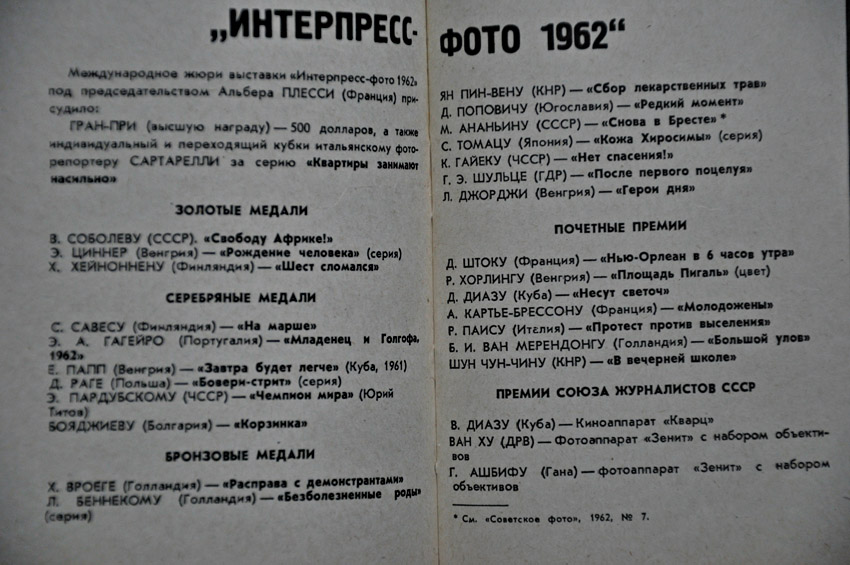 „ИНТЕРПРЕСС-ФОТО 1962“
Международное жюри выставки «Интерпресс-фото 1962»
под председательством Альбера ПЛЕССИ (Франция) при-
судило:
ГРАН-ПРИ (высшую награду) — 500 долларов, а также
индивидуальный и переходящий кубки итальянскому фото-
репортеру САРТАРЕЛЛИ за серию «Квартиры занимают
насильно»
ЗОЛОТЫЕ МЕДАЛИ
В. СОБОЛЕВУ (СССР). «Свободу Африке!»
Э. ЦИННЕР (Венгрия) — «Рождение человека» (серия)
Х. ХЕЙНОННЕНУ (Финляндия) — «Шест сломался»
СЕРЕБРЯНЫЕ МЕДАЛИ
С. САВЕСУ (Финляндия) — «На марше»
Э. А. ГАГЕЙРО (Португалия) — «Младенец и Голгофа,
1962»
Е. ПАПП (Венгрия) — «Завтра будет легче» (Куба, 1961)
Д. РАГЕ (Польша) — «Бовери-стрит» (серия)
Э. ПАРДУБСКОМУ (ЧССР) — «Чемпион мира» (Юрий
Титов)
БОЯДЖИЕВУ (Болгария) — «Корзинка»
БРОНЗОВЫЕ МЕДАЛИ
Х. ВРОЕГЕ (Голландия) — «Расправа с демонстрантами»
Л. БЕННЕКОМУ (Голландия) — «Безболезненные роды»
(серия)
ЯН ПИН-ВЕНУ (КНР) — «Сбор лекарственных трав»
Д. ПОПОВИЧУ (Югославия) — «Редкий момент»
М. АНАНЬИНУ (СССР) — «Снова в Бресте» *
С. ТОМАЦУ (Япония) — «Кожа Хиросимы» (серия)
К. ГАЙЕКУ (ЧССР) — «Нет спасения!»
Г. Э. ШУЛЬЦЕ (ГДР) — «После первого поцелуя»
Л. ДЖОРДЖИ (Венгрия) — «Герои дня»
ПОЧЕТНЫЕ ПРЕМИИ
Д. ШТОКУ (Франция) — «Нью-Орлеан в 6 часов утра»
Р. ХОРЛИНГУ (Венгрия) — «Площадь Пигаль» (цвет)
Д. ДИАЗУ (Куба) — «Несут светоч»
А. КАРТЬЕ-БРЕССОНУ (Франция) — «Молодожены»
Р. ПАИСУ (Италия) — «Протест против выселения»
Б. И. ВАН МЕРЕНДОНГУ (Голландия) — «Большой улов»
ШУН ЧУН-ЧИНУ (КНР) — «В вечерней школе»
ПРЕМИИ СОЮЗА ЖУРНАЛИСТОВ СССР
В. ДИАЗУ (Куба) — Киноаппарат «Кварц»
ВАН ХУ (ДРВ) — Фотоаппарат «Зенит» с набором объекти-
вов
Г. АШБИФУ (Гана) — фотоаппарат «Зенит» с набором
объективов
* См. «Советское фото», 1962, № 7.